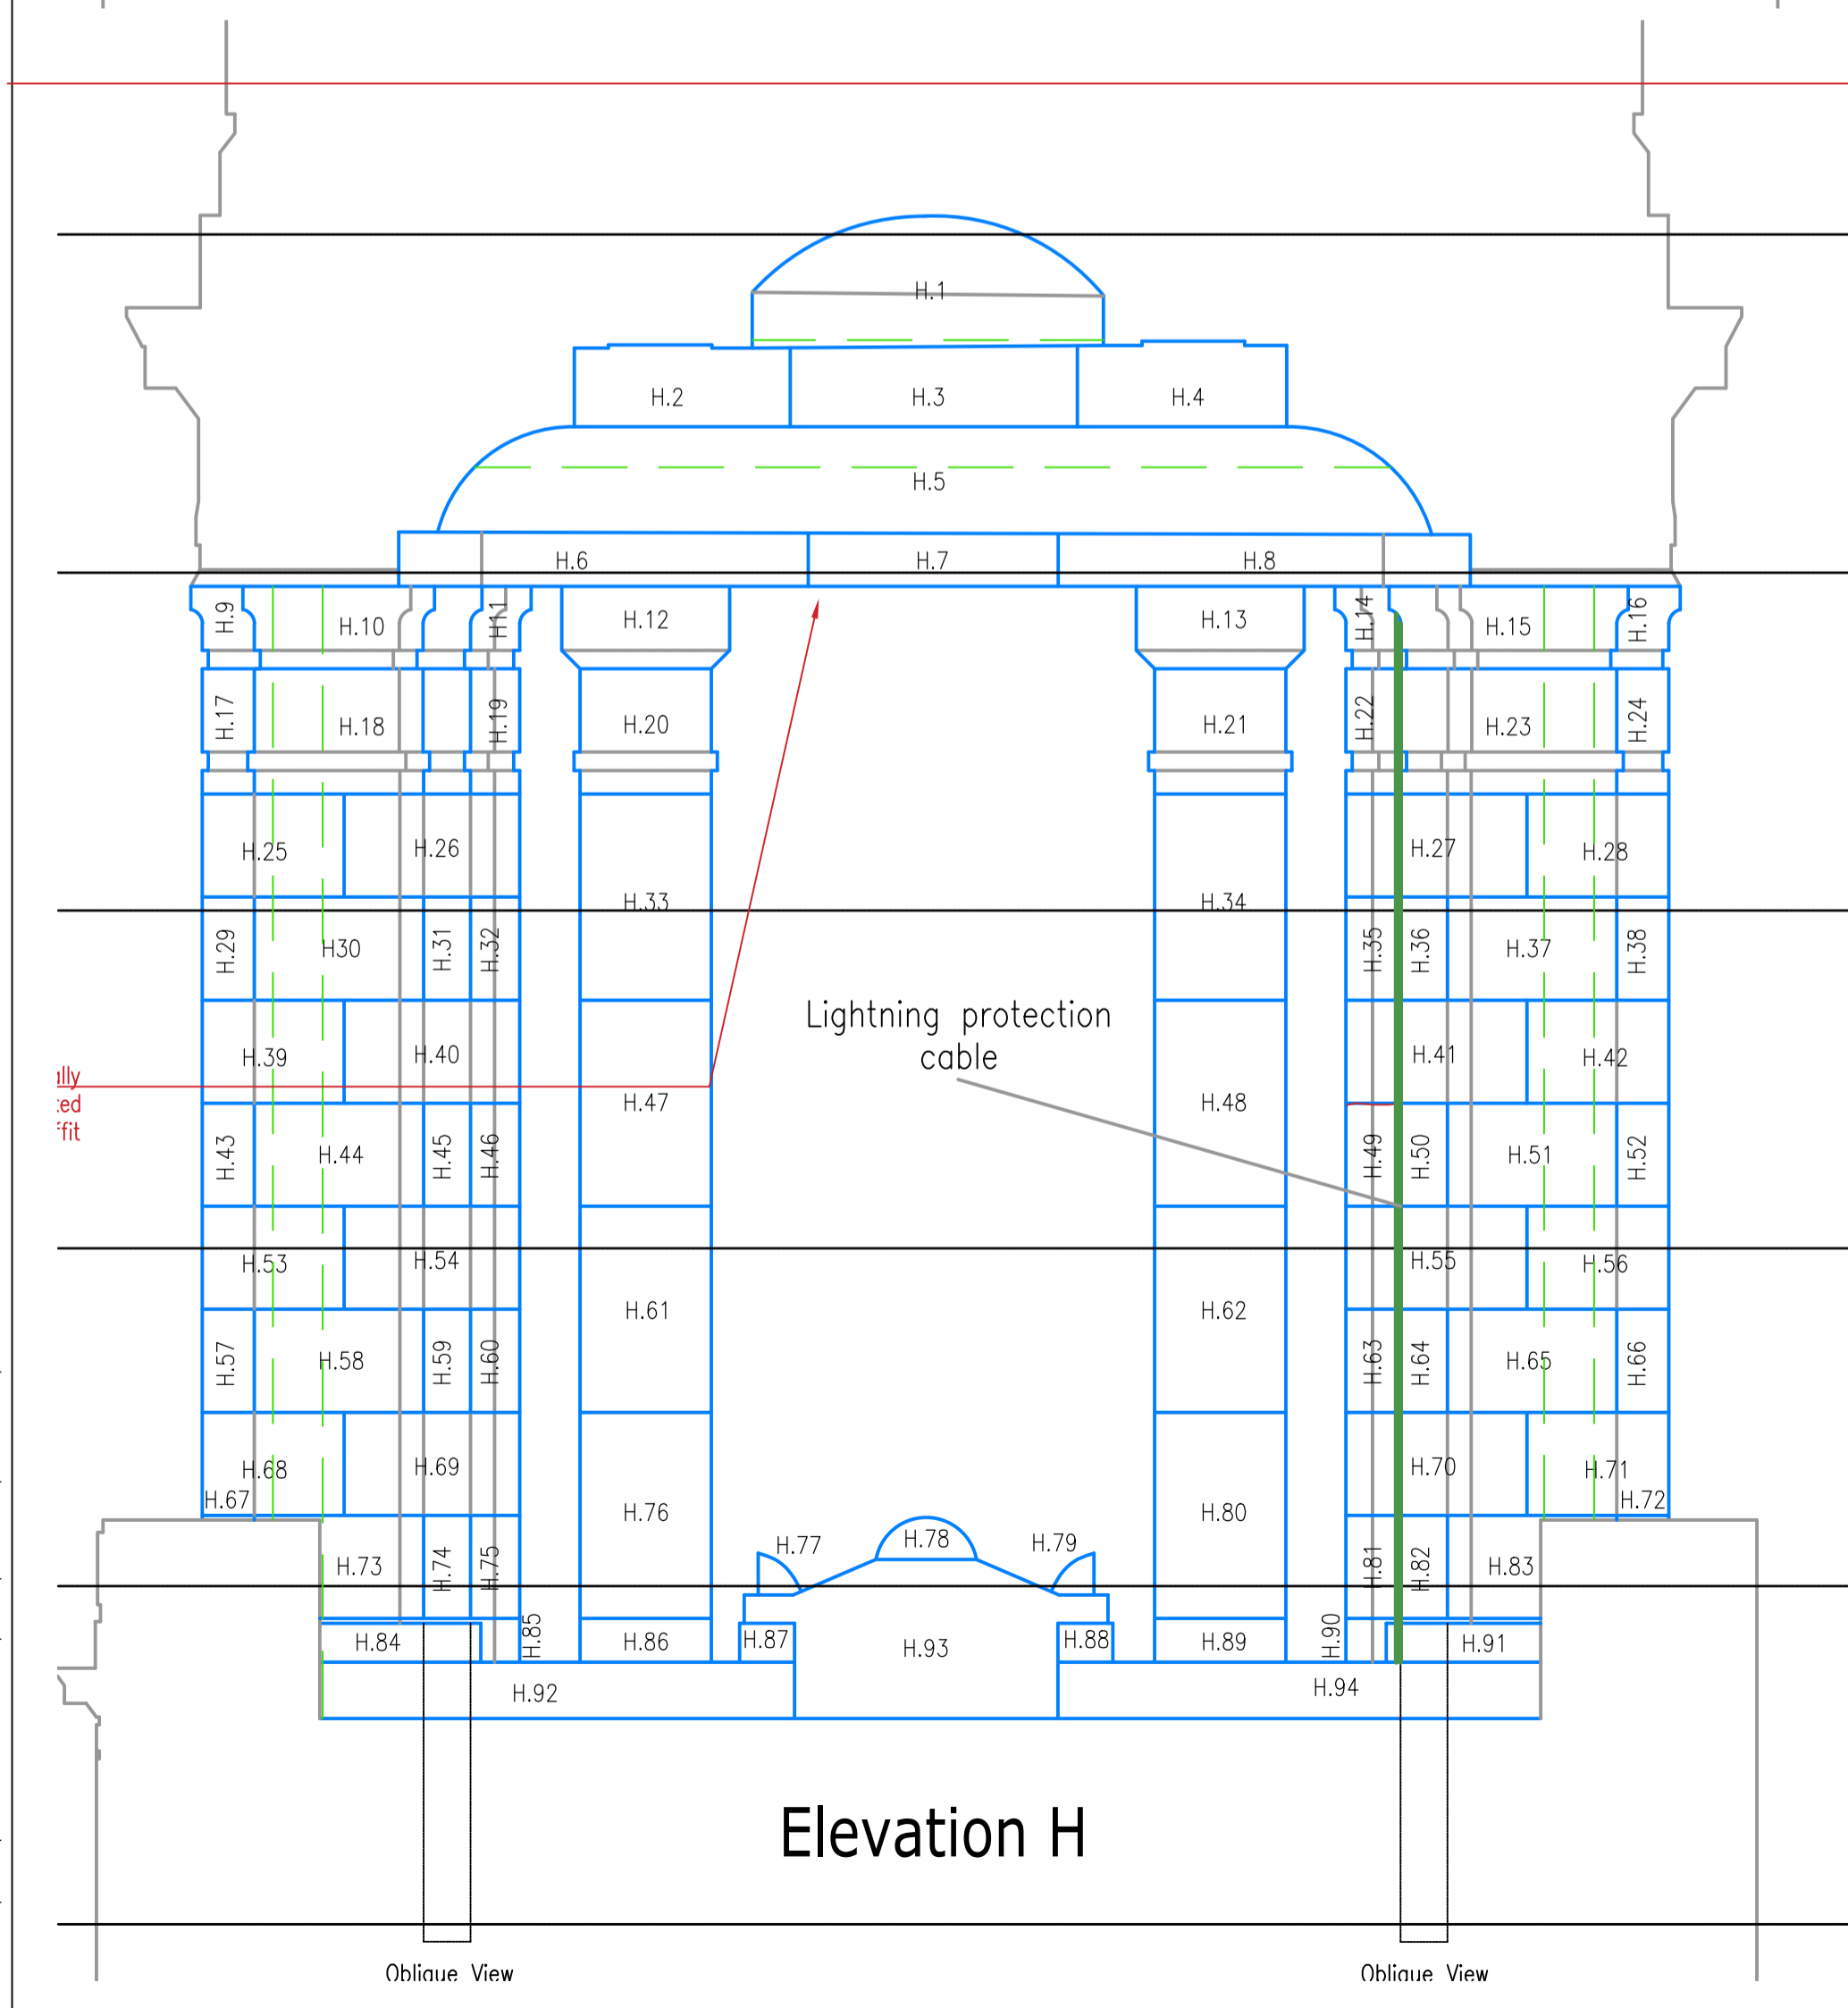 H.1
H.2 H.3 H.4
H.5
H.6 H.7 H.8
H.9 H.10 H.11 H.12 H.13 H.14 H.15 H.16
H.17 H.18 H.19 H.20 H.21 H.22 H.23 H.24
H.25 H.26 H.27 H.28
H.29 H30 H.31 H.32 H.33 H.34 H.35 H.36 H.37 H.38
Lightning protection
cable
H.39 H.40 H.41 H.42
H.43 H.44 H.45 H.46 H.47 H.48 H.49 H.50 H.51 H.52
H.53 H.54 H.55 H.56
H.57 H.58 H.59 H.60 H.61 H.62 H.63 H.64 H.65 H.66
H.67 H.68 H.69 H.70 H.71 H.72
H.73 H.74 H.75 H.76 H.77 H.78 H.79 H.80 H.81 H.82 H.83
H.84 H.85 H.86 H.87 H.88 H.89 H.90 H.91
H.92 H.93 H.94
Elevation H
Oblique View Oblique View